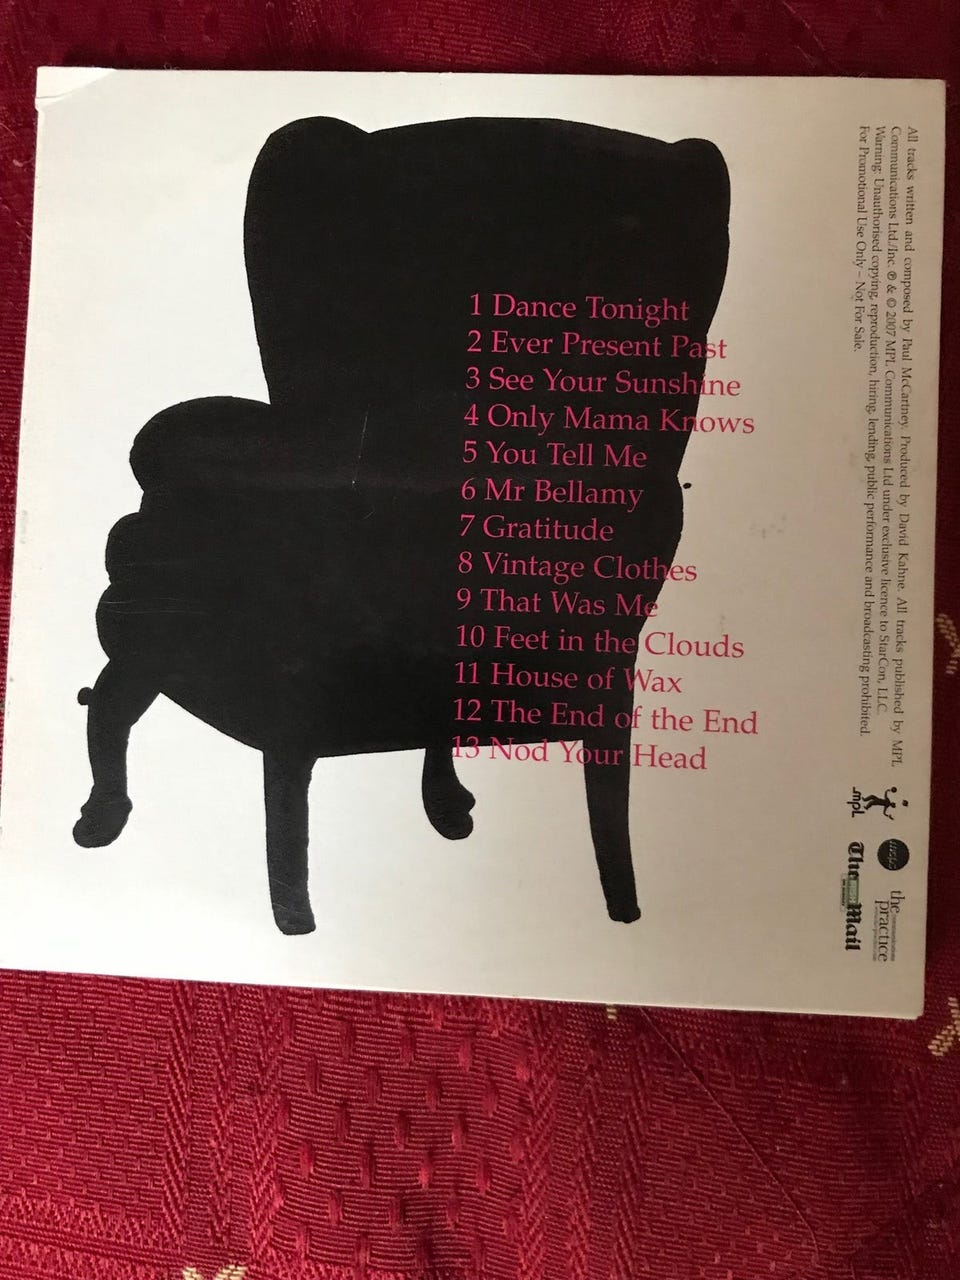 1 Dance Tonight
2 Ever Present Past
3 See Your Sunshine
4 Only Mama Knows
5 You Tell Me
6 Mr Bellamy
7 Gratitude
8 Vintage Clothes
9 That Was Me
10 Feet in the Clouds
11 House of Wax
12 The End of the End
13 Nod Your Head
All tracks written and composed by Paul McCartney. Produced by David Kahne. All tracks published by MPL
Communications Ltd./Inc. ℗ & © 2007 MPL Communications Ltd under exclusive licence to StarCon, LLC.
Warning: Unauthorised copying, reproduction, hiring, lending, public performance and broadcasting prohibited.
For Promotional Use Only – Not For Sale.
mpL
the
practice
The Mail